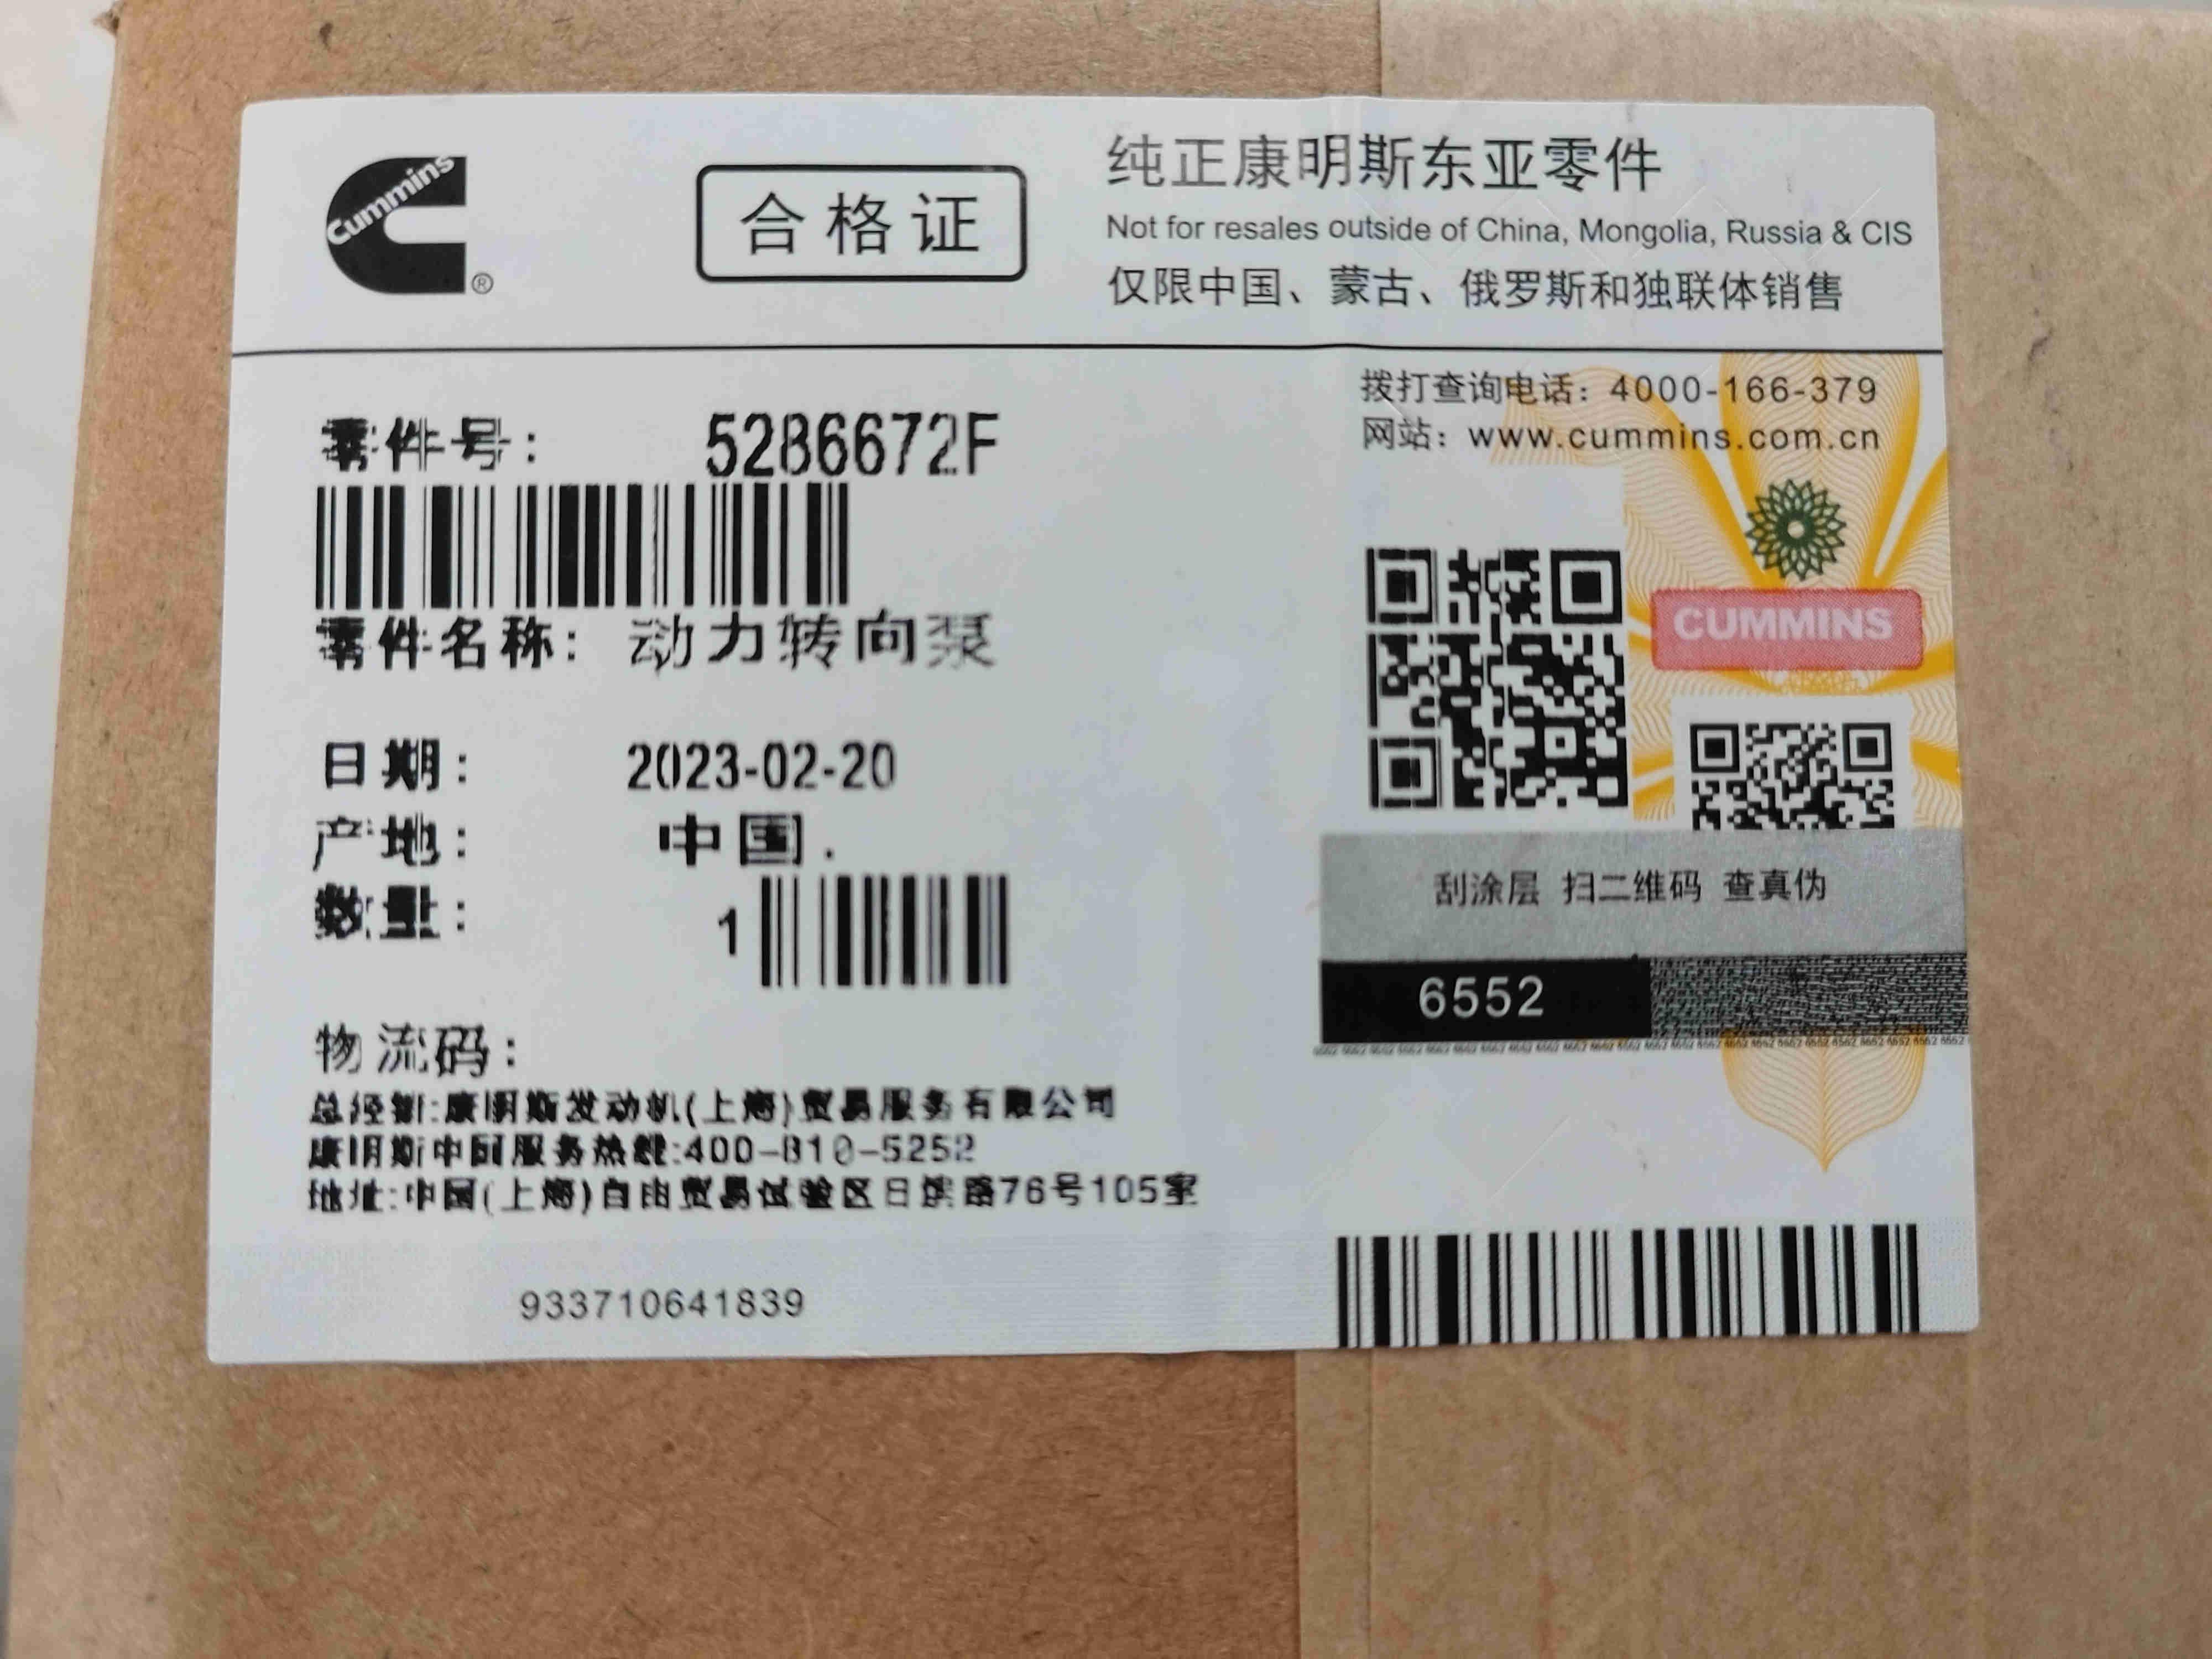 Cummins
®
合格证
纯正康明斯东亚零件
Not for resales outside of China, Mongolia, Russia & CIS
仅限中国、蒙古、俄罗斯和独联体销售
零件号: 5286672F
零件名称: 动力转向泵
日期: 2023-02-20
产地: 中国.
数量: 1
物流码:
总经销:康明斯发动机(上海)贸易服务有限公司
康明斯中国服务热线:400-810-5252
地址:中国(上海)自由贸易试验区日滨路76号105室
933710641839
拨打查询电话: 4000-166-379
网站: www.cummins.com.cn
CUMMINS
刮涂层 扫二维码 查真伪
6552